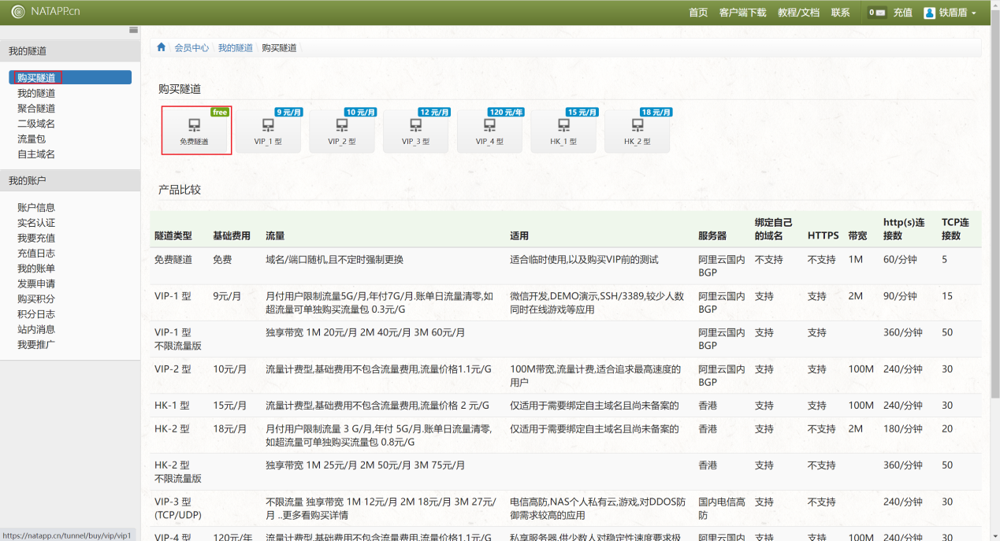 NATAPP.cn
首页 客户端下载 教程/文档 联系 0 充值 铁盾盾
我的隧道
购买隧道
我的隧道
聚合隧道
二级域名
流量包
自主域名
我的账户
账户信息
实名认证
我要充值
充值日志
我的账单
发票申请
购买积分
积分日志
站内消息
我要推广
会员中心 我的隧道 购买隧道
购买隧道
free 9 元/月 10 元/月 12 元/月 120 元/年 15 元/月 18 元/月
免费隧道 VIP_1 型 VIP_2 型 VIP_3 型 VIP_4 型 HK_1 型 HK_2 型
产品比较
隧道类型 基础费用 流量 适用 服务器 绑定自己的域名 HTTPS 带宽 http(s)连接数 TCP连接数
免费隧道 免费 域名/端口随机,且不定时强制更换 适合临时使用,以及购买VIP前的测试 阿里云国内BGP 不支持 不支持 1M 60/分钟 5
VIP-1 型 9元/月 月付用户限制流量5G/月,年付7G/月.账单日流量清零,如超流量可单独购买流量包 0.3元/G 微信开发,DEMO演示,SSH/3389,较少人数同时在线游戏等应用 阿里云国内BGP 支持 支持 2M 90/分钟 15
VIP-1 型 不限流量版 独享带宽 1M 20元/月 2M 40元/月 3M 60元/月 阿里云国内BGP 支持 支持 360/分钟 50
VIP-2 型 10元/月 流量计费型,基础费用不包含流量费用,流量价格1.1元/G 100M带宽,流量计费,适合追求最高速度的用户 阿里云国内BGP 支持 支持 100M 240/分钟 30
HK-1 型 15元/月 流量计费型,基础费用不包含流量费用,流量价格 2 元/G 仅适用于需要绑定自主域名且尚未备案的 香港 支持 支持 100M 240/分钟 30
HK-2 型 18元/月 月付用户限制流量 3 G/月,年付 5G/月.账单日流量清零,如超流量可单独购买流量包 0.8元/G 仅适用于需要绑定自主域名且尚未备案的 香港 支持 不支持 2M 180/分钟 20
HK-2 型 不限流量版 独享带宽 1M 25元/月 2M 50元/月 3M 75元/月 香港 支持 不支持 360/分钟 50
VIP-3 型 (TCP/UDP) 不限流量 独享带宽 1M 12元/月 2M 18元/月 3M 27元/月 ..更多看购买详情 电信高防,NAS个人私有云,游戏,对DDOS防御需求较高的应用 国内电信高防 支持 不支持 240/分钟 30
VIP-4 型 120元/年 流量计费型,基础费用不包含流量费用,流量价格1.1元/G 私享服务器,供少数人对稳定性速度要求极 阿里云国内 支持 支持 100M 240/分钟 30
https://natapp.cn/tunnel/buy/vip/vip1